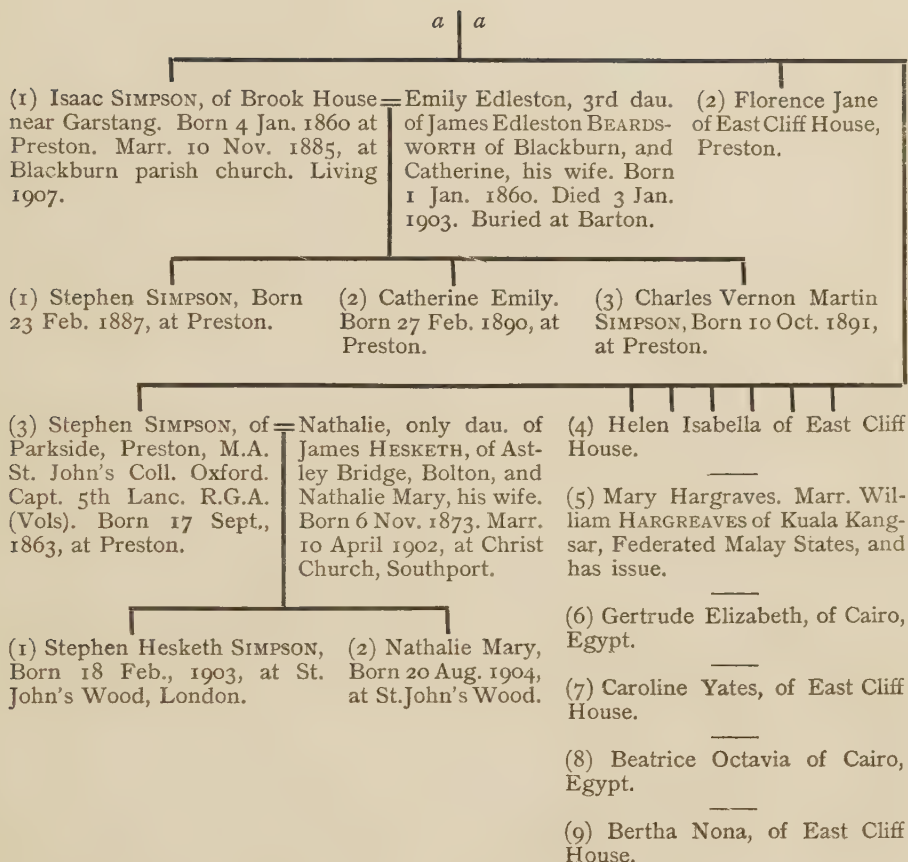 a a
(1) Isaac SIMPSON, of Brook House
near Garstang. Born 4 Jan. 1860 at
Preston. Marr. 10 Nov. 1885, at
Blackburn parish church. Living
1907.
= Emily Edleston, 3rd dau.
of James Edleston BEARDS-
WORTH of Blackburn, and
Catherine, his wife. Born
1 Jan. 1860. Died 3 Jan.
1903. Buried at Barton.
(2) Florence Jane
of East Cliff House,
Preston.
(1) Stephen SIMPSON, Born
23 Feb. 1887, at Preston.
(2) Catherine Emily.
Born 27 Feb. 1890, at
Preston.
(3) Charles Vernon Martin
SIMPSON, Born 10 Oct. 1891,
at Preston.
(3) Stephen SIMPSON, of
Parkside, Preston, M.A.
St. John's Coll. Oxford.
Capt. 5th Lanc. R.G.A.
(Vols). Born 17 Sept.,
1863, at Preston.
= Nathalie, only dau. of
James HESKETH, of Ast-
ley Bridge, Bolton, and
Nathalie Mary, his wife.
Born 6 Nov. 1873. Marr.
10 April 1902, at Christ
Church, Southport.
(1) Stephen Hesketh SIMPSON,
Born 18 Feb., 1903, at St.
John's Wood, London.
(2) Nathalie Mary,
Born 20 Aug. 1904,
at St.John's Wood.
(4) Helen Isabella of East Cliff
House.
(5) Mary Hargraves. Marr. Wil-
liam HARGREAVES of Kuala Kang-
sar, Federated Malay States, and
has issue.
(6) Gertrude Elizabeth, of Cairo,
Egypt.
(7) Caroline Yates, of East Cliff
House.
(8) Beatrice Octavia of Cairo,
Egypt.
(9) Bertha Nona, of East Cliff
House.